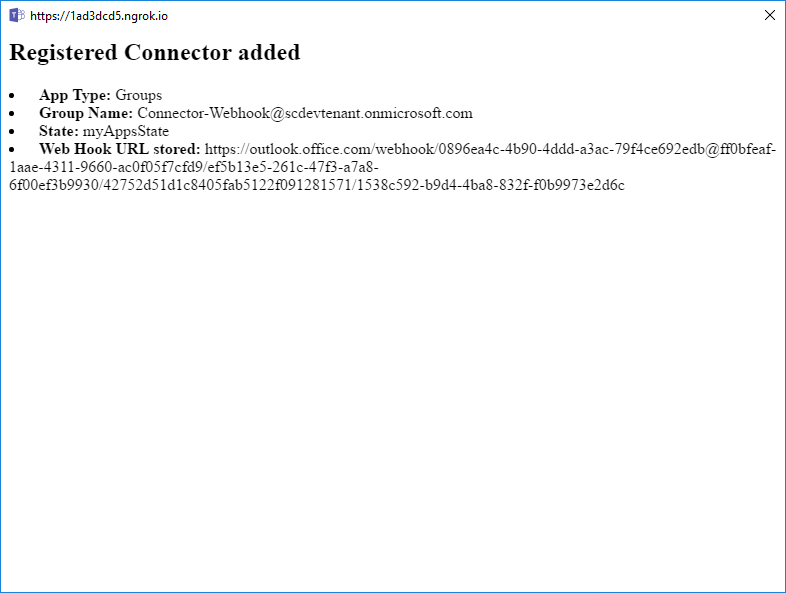 https://1ad3dcd5.ngrok.io
Registered Connector added
• App Type: Groups
• Group Name: Connector-Webhook@scdevtenant.onmicrosoft.com
• State: myAppsState
• Web Hook URL stored: https://outlook.office.com/webhook/0896ea4c-4b90-4ddd-a3ac-79f4ce692edb@ff0bfeaf-
1aae-4311-9660-ac0f05f7cfd9/ef5b13e5-261c-47f3-a7a8-
6f00ef3b9930/42752d51d1c8405fab5122f091281571/1538c592-b9d4-4ba8-832f-f0b9973e2d6c